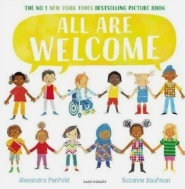 THE NO.1 NEW YORK TIMES BESTSELLING PICTURE BOOK
ALL ARE
WELCOME
Alexandra Penfold
Suzanne Kaufman